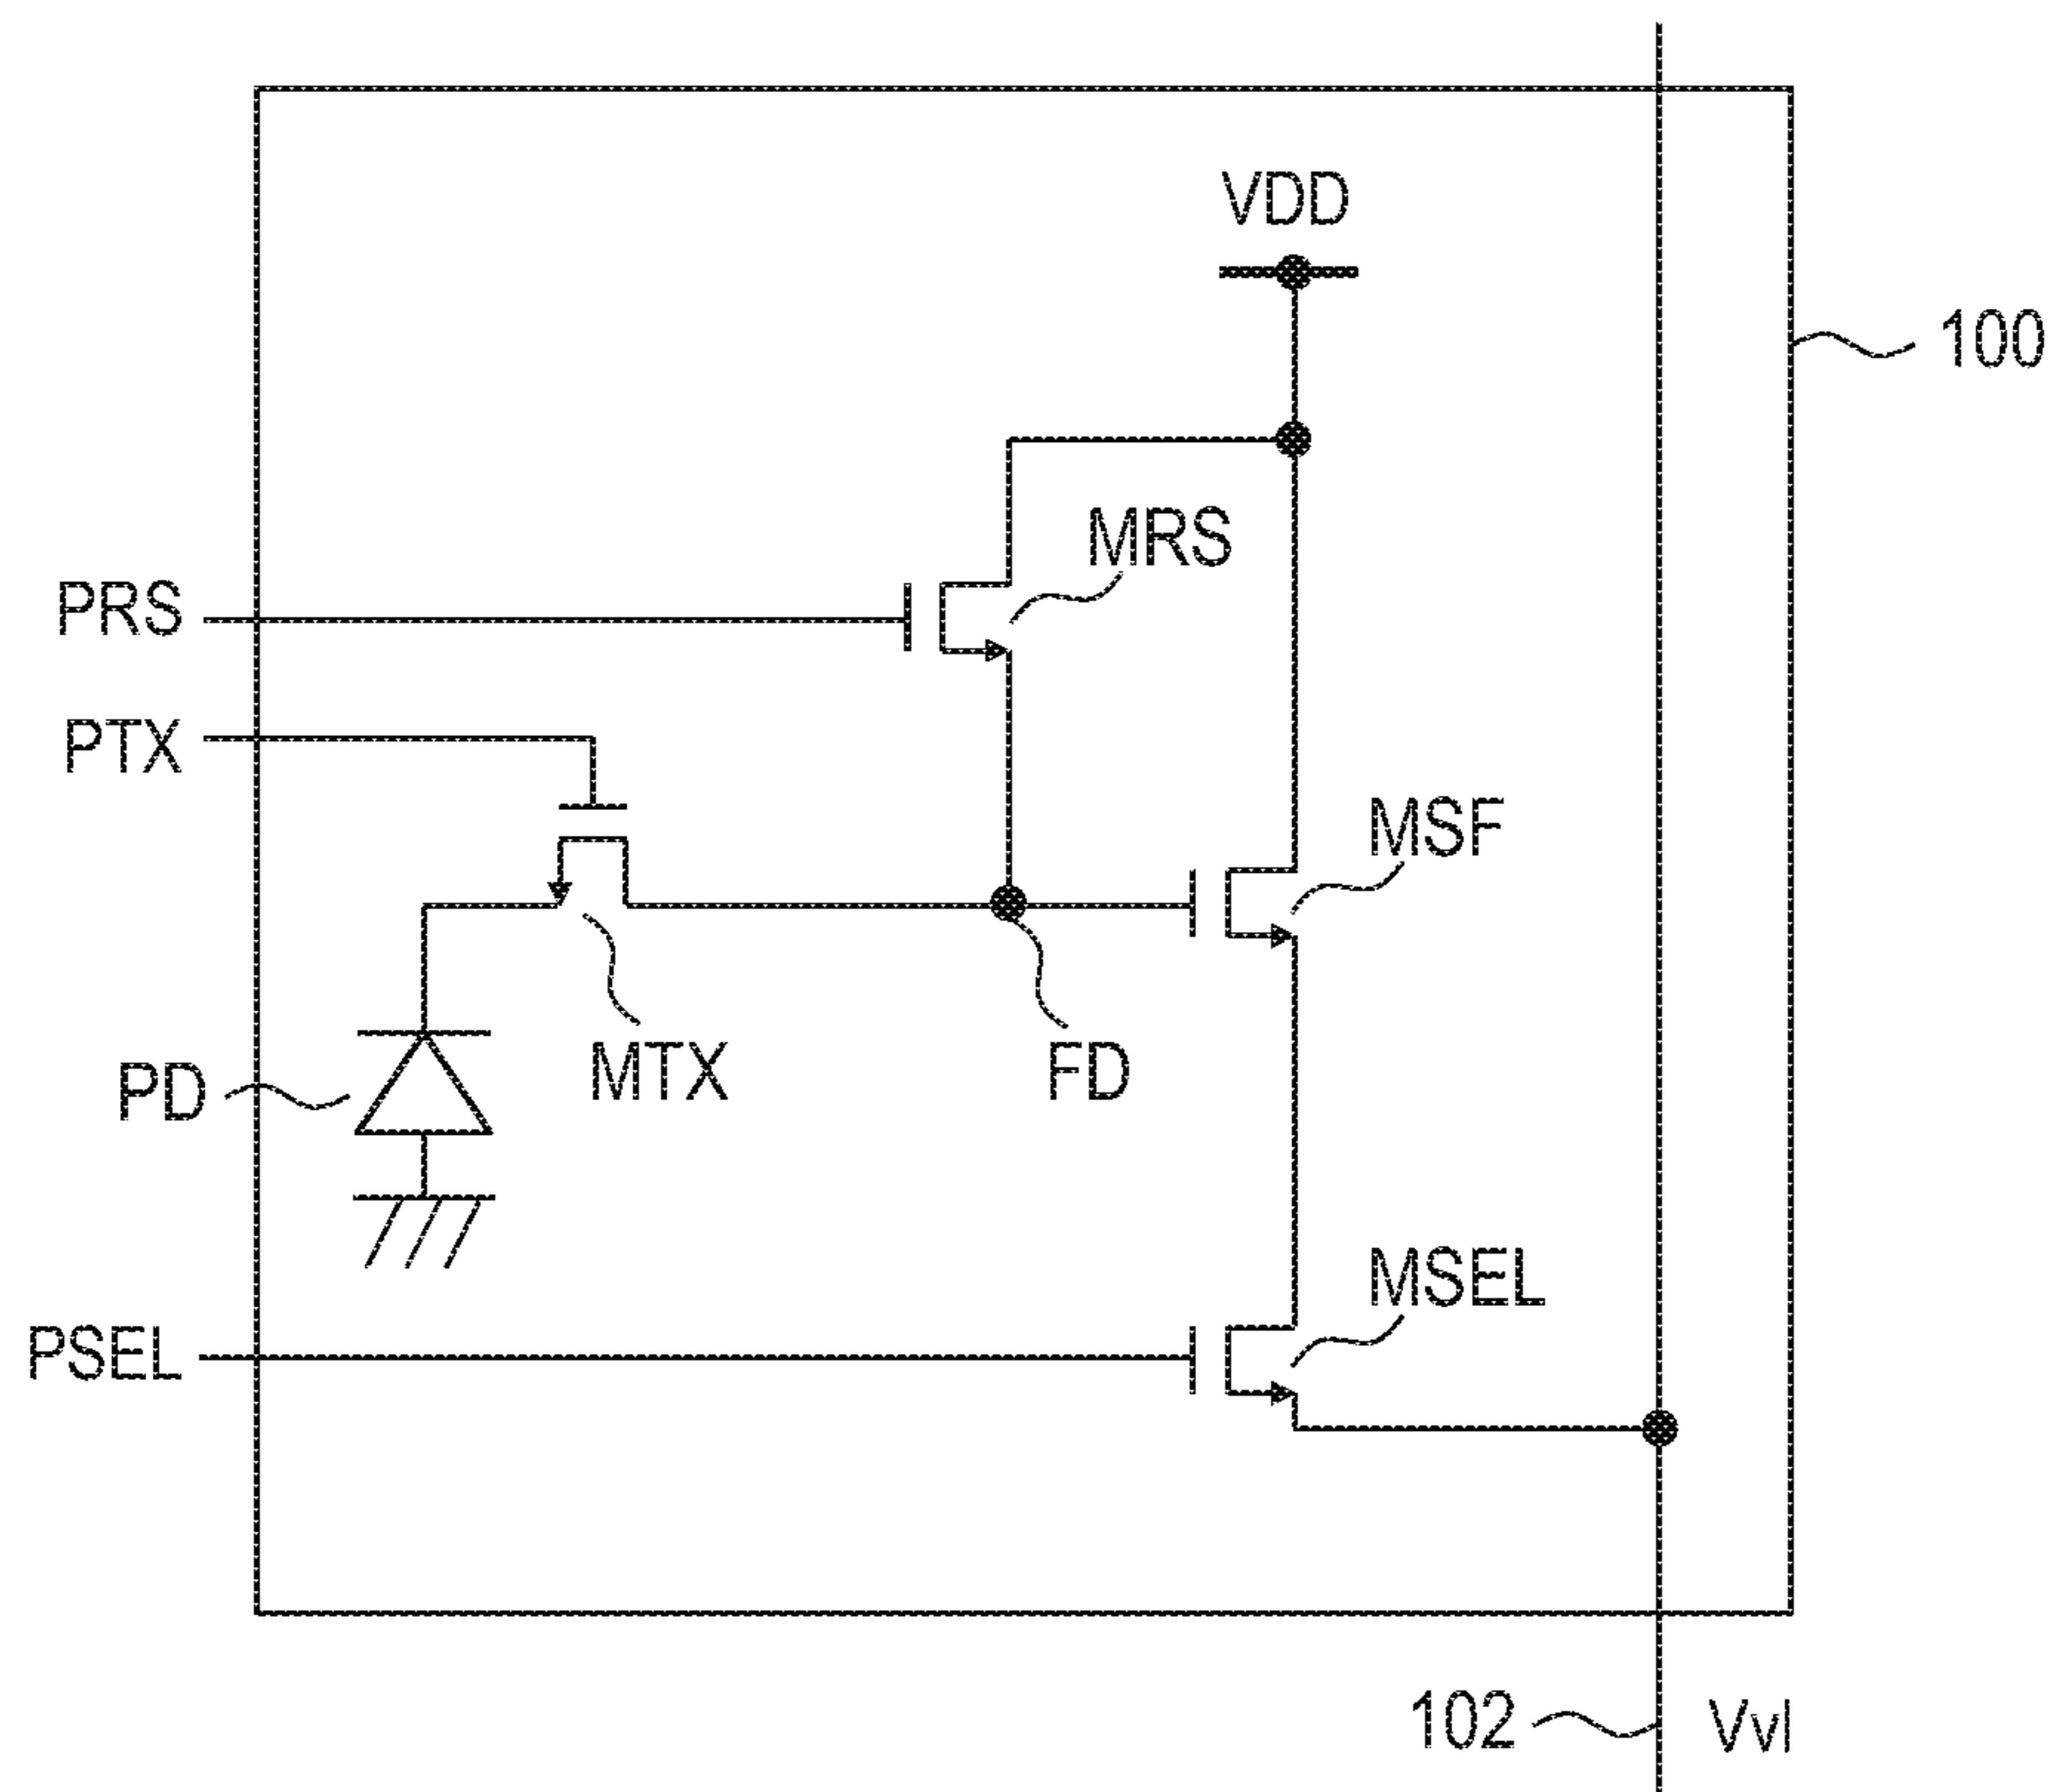 VDD
100
MRS
PRS
PTX
MSF
MTX
FD
PD
MSEL
PSEL
102
Vvl